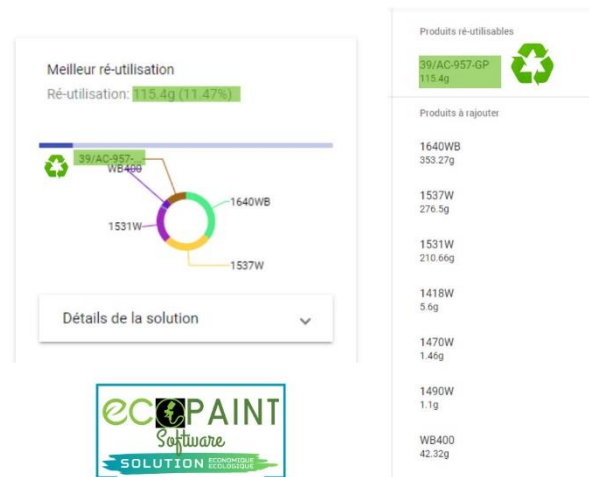 Meilleur ré-utilisation
Ré-utilisation: 115.4g (11.47%)
39/AC-957-...
WB400
1640WB
1531W
1537W
Détails de la solution
ECOPAINT
Software
SOLUTION ECONOMIQUE
ECOLOGIQUE
Produits ré-utilisables
39/AC-957-GP
115.4g
Produits à rajouter
1640WB
353.27g
1537W
276.5g
1531W
210.66g
1418W
5.6g
1470W
1.46g
1490W
1.1g
WB400
42.32g